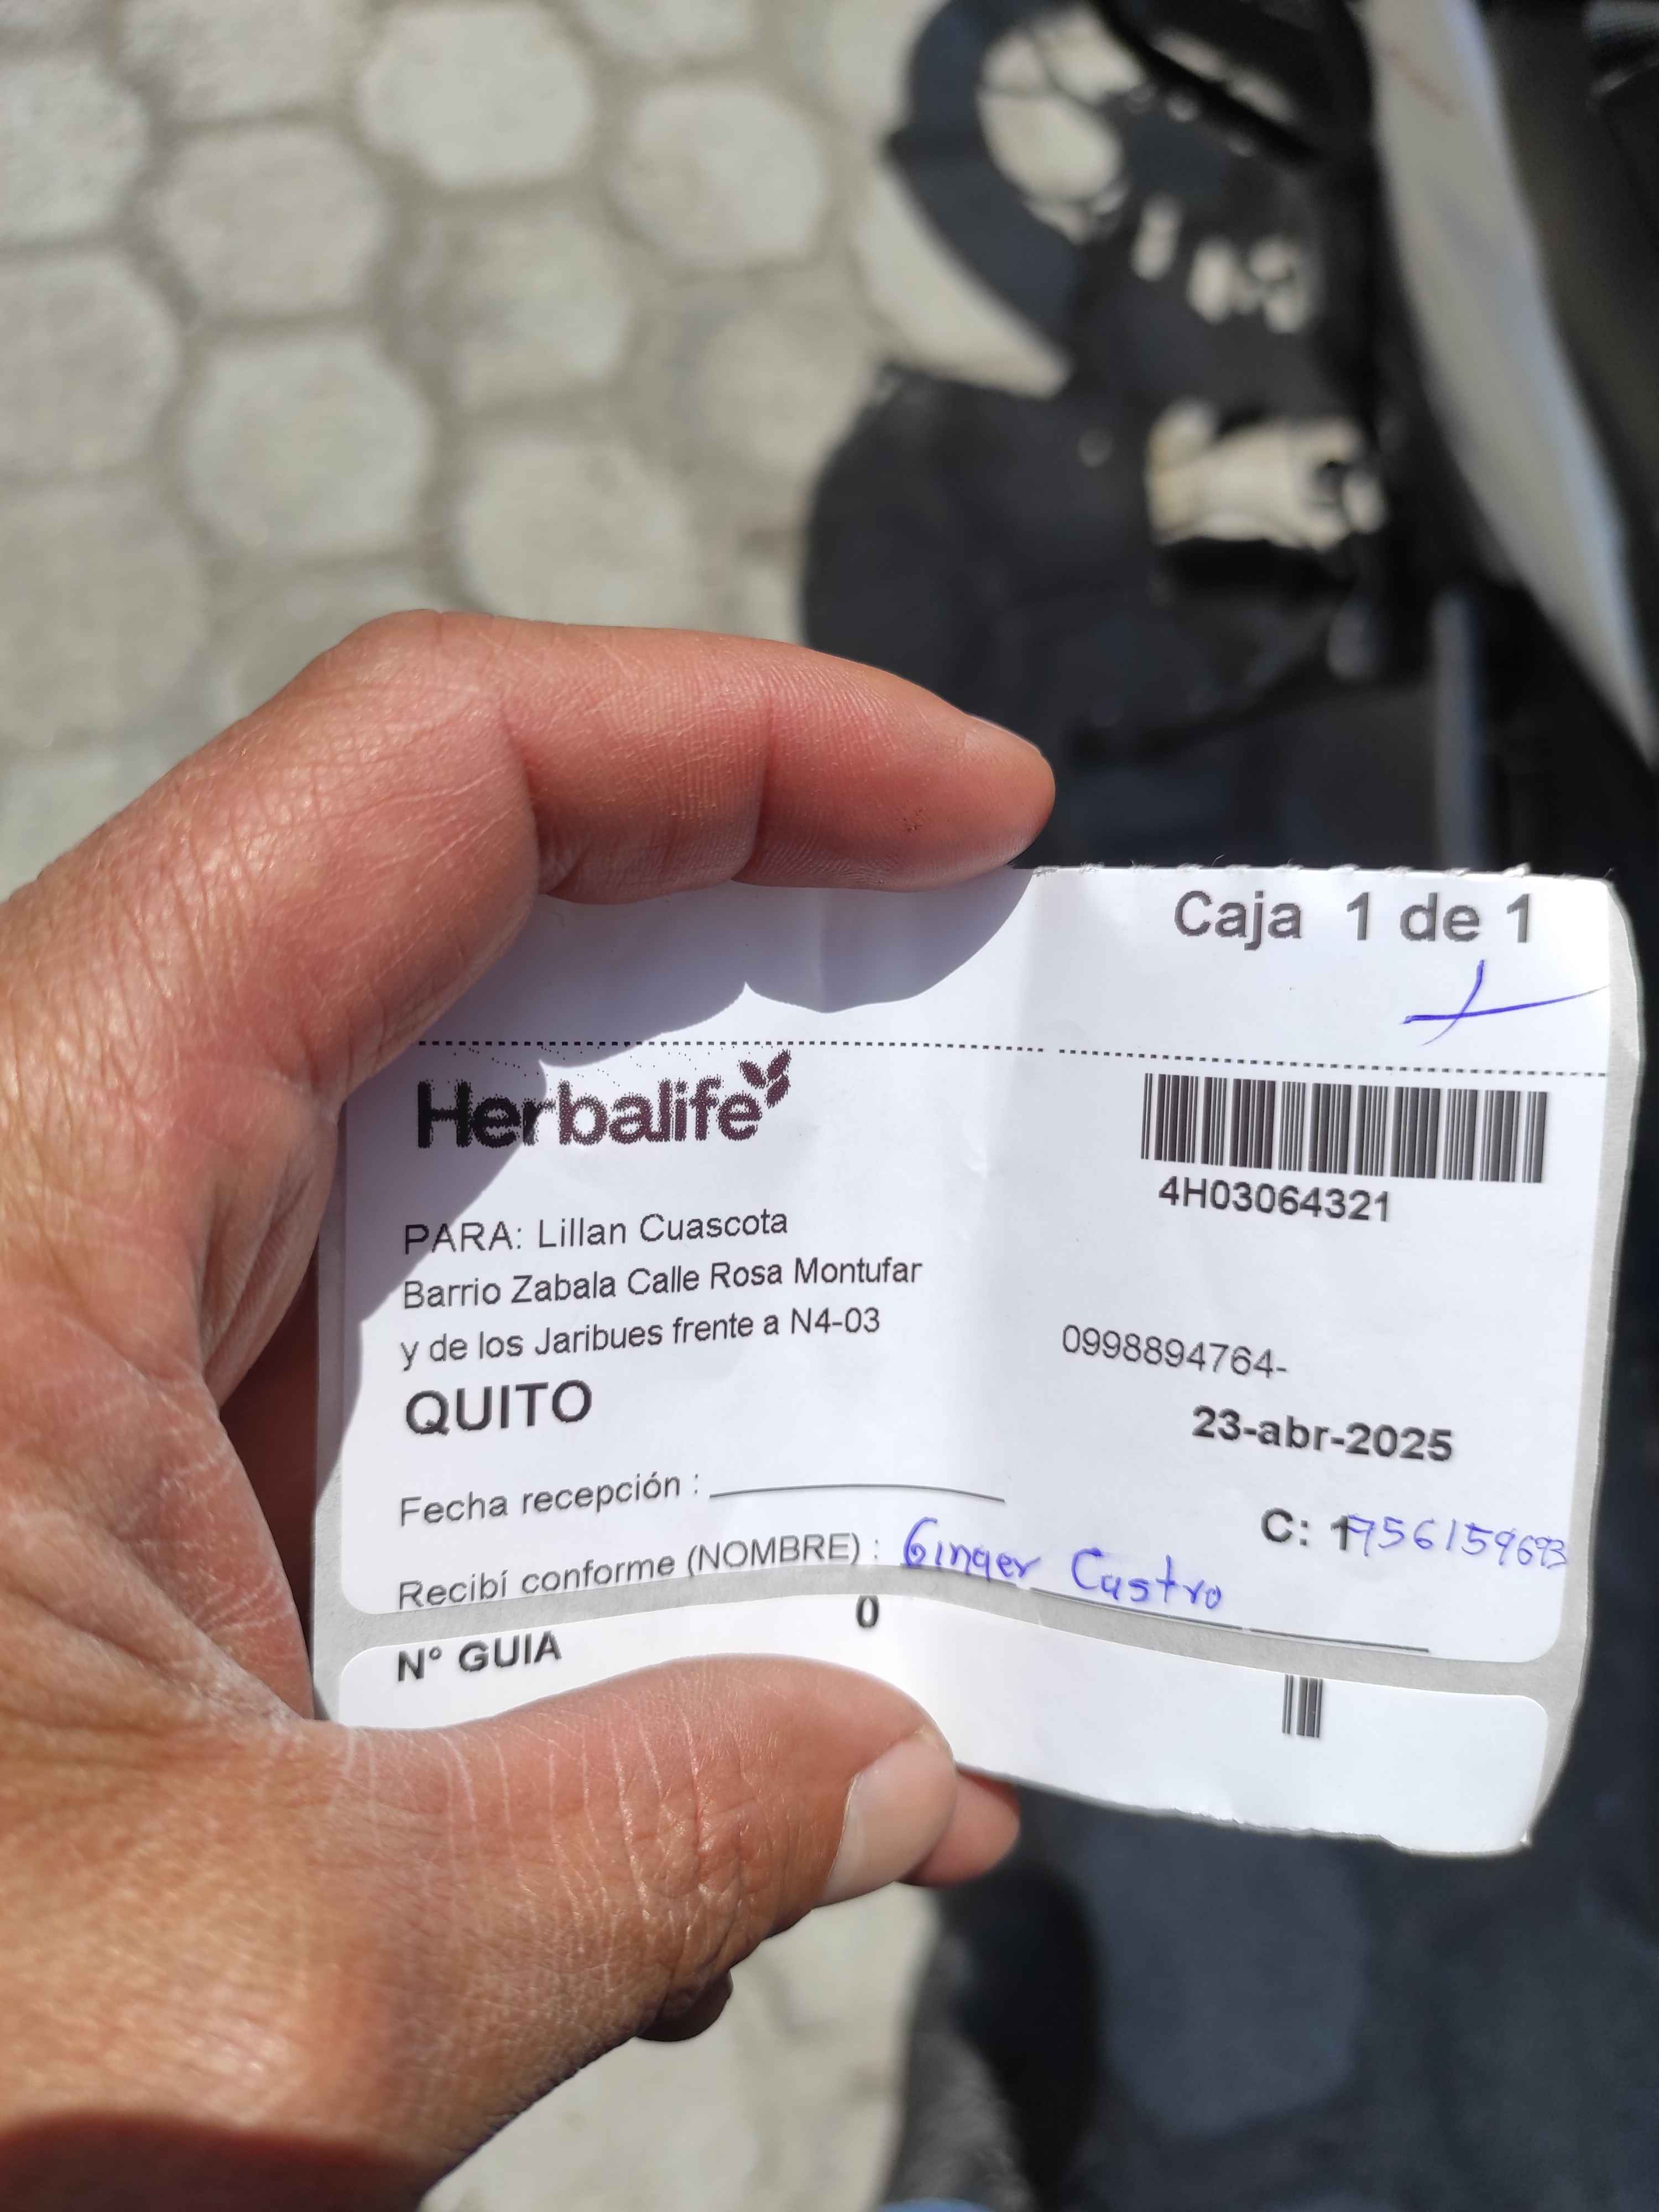 Caja 1 de 1
Herbalife
4H03064321
PARA: Lillan Cuascota
Barrio Zabala Calle Rosa Montufar
y de los Jaribues frente a N4-03
0998894764-
QUITO
23-abr-2025
Fecha recepción :
C: 1756159693
Recibí conforme (NOMBRE) : Ginger Castro
N° GUIA 0